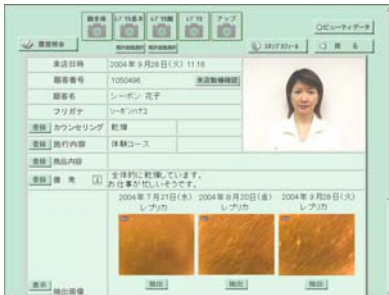 顔全体
アップ
ビューティデータ
履歴照会
戻る
来店日時 2004年9月28日(火) 11:16
顧客番号 1050496 来店動機確認
顧客名 シーボン 花子
フリガナ シーボンハナコ
登録 カウンセリング 乾燥
登録 施行内容 体験コース
登録 商品内容
登録 備考 全体的に乾燥しています。
お仕事が忙しいそうです。
2004年7月21日(水) 2004年8月20日(金) 2004年9月28日(火)
レプリカ レプリカ レプリカ
表示 抽出画像 抽出 抽出 抽出